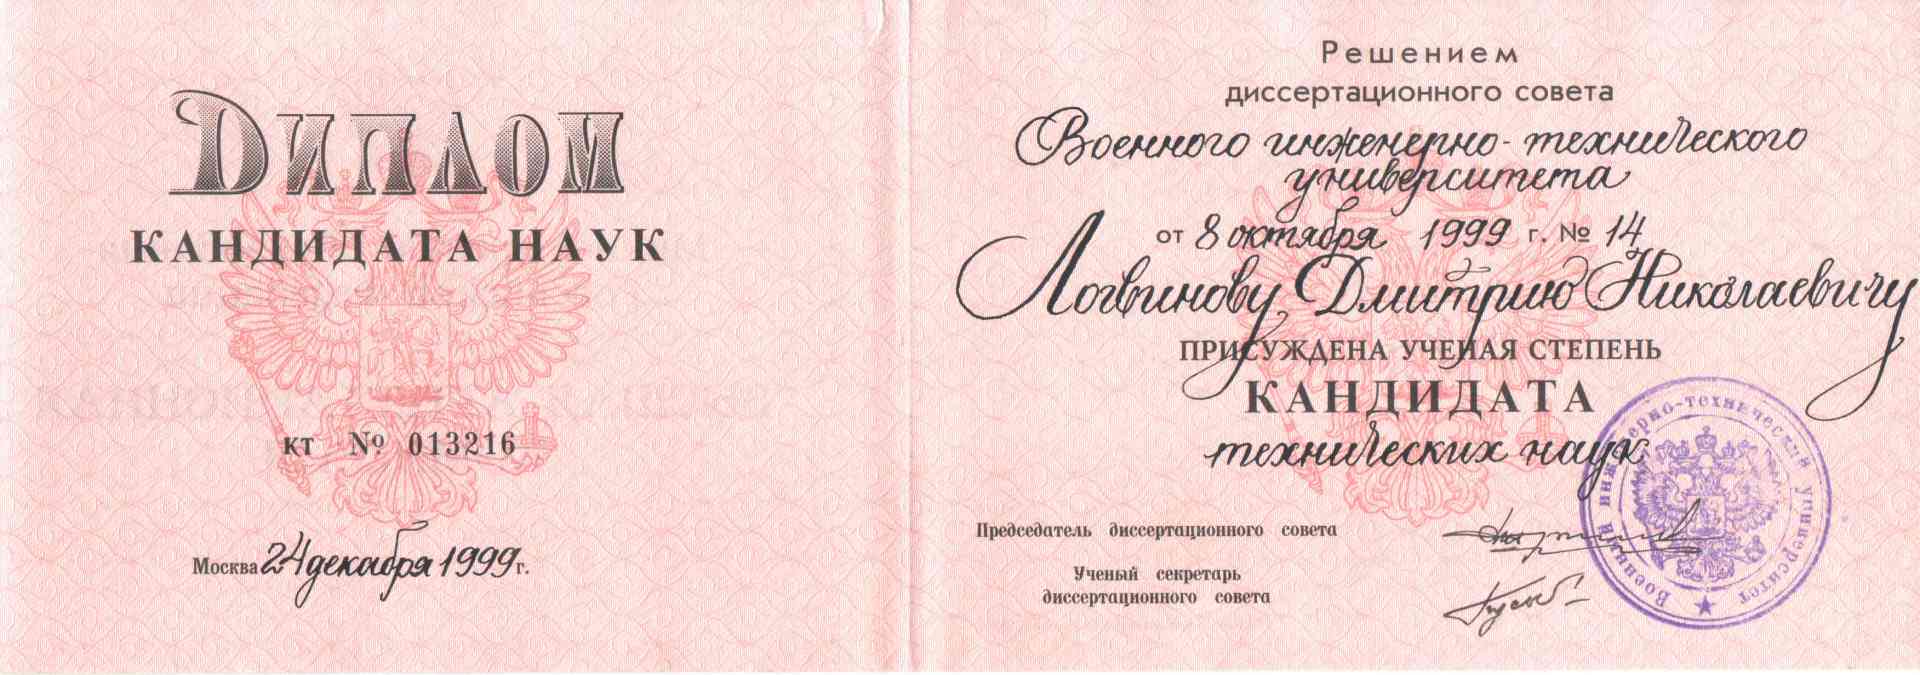 ДИПЛОМ
КАНДИДАТА НАУК
КТ № 013216
Москва 24 декабря 1999 г.
Решением
диссертационного совета
Военного инженерно-технического
университета
от 8 октября 1999 г. № 14
Логвинову Дмитрию Николаевичу
ПРИСУЖДЕНА УЧЕНАЯ СТЕПЕНЬ
КАНДИДАТА
технических наук
Председатель диссертационного совета
Ученый секретарь
диссертационного совета
Военный инженерно-технический университет